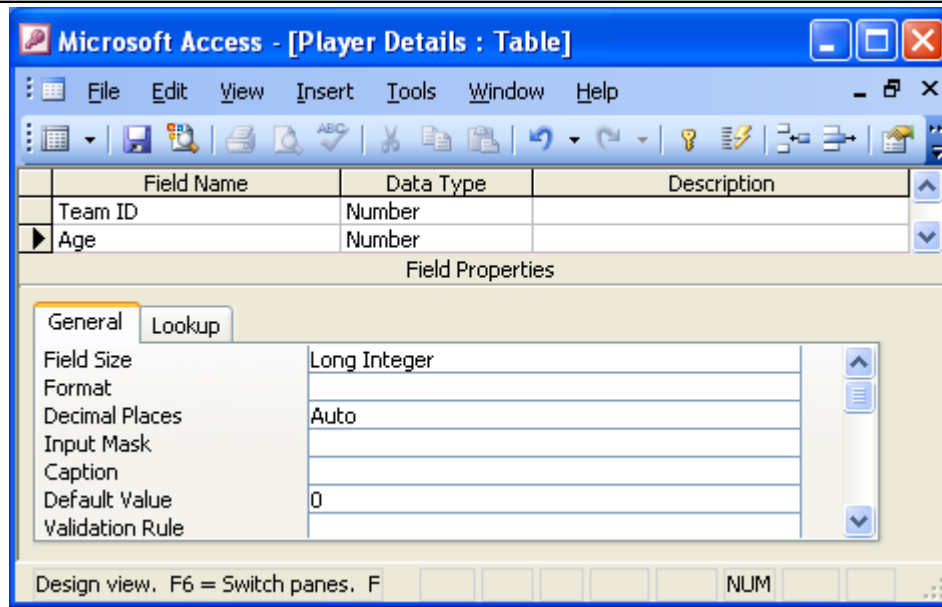 Microsoft Access - [Player Details : Table]
File Edit View Insert Tools Window Help
ABC
Field Name Data Type Description
Team ID Number
Age Number
Field Properties
General Lookup
Field Size Long Integer
Format
Decimal Places Auto
Input Mask
Caption
Default Value 0
Validation Rule
Design view. F6 = Switch panes. F NUM